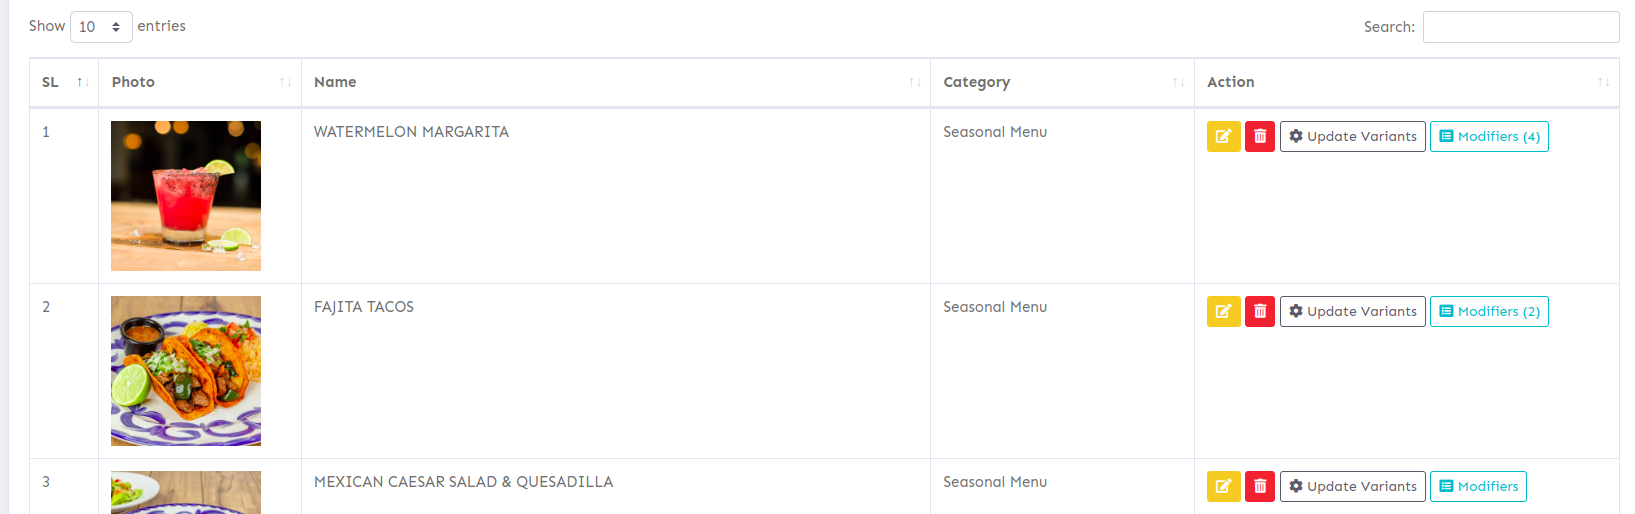 Show 10 entries Search:
SL Photo Name Category Action
1 WATERMELON MARGARITA Seasonal Menu Update Variants Modifiers (4)
2 FAJITA TACOS Seasonal Menu Update Variants Modifiers (2)
3 MEXICAN CAESAR SALAD & QUESADILLA Seasonal Menu Update Variants Modifiers